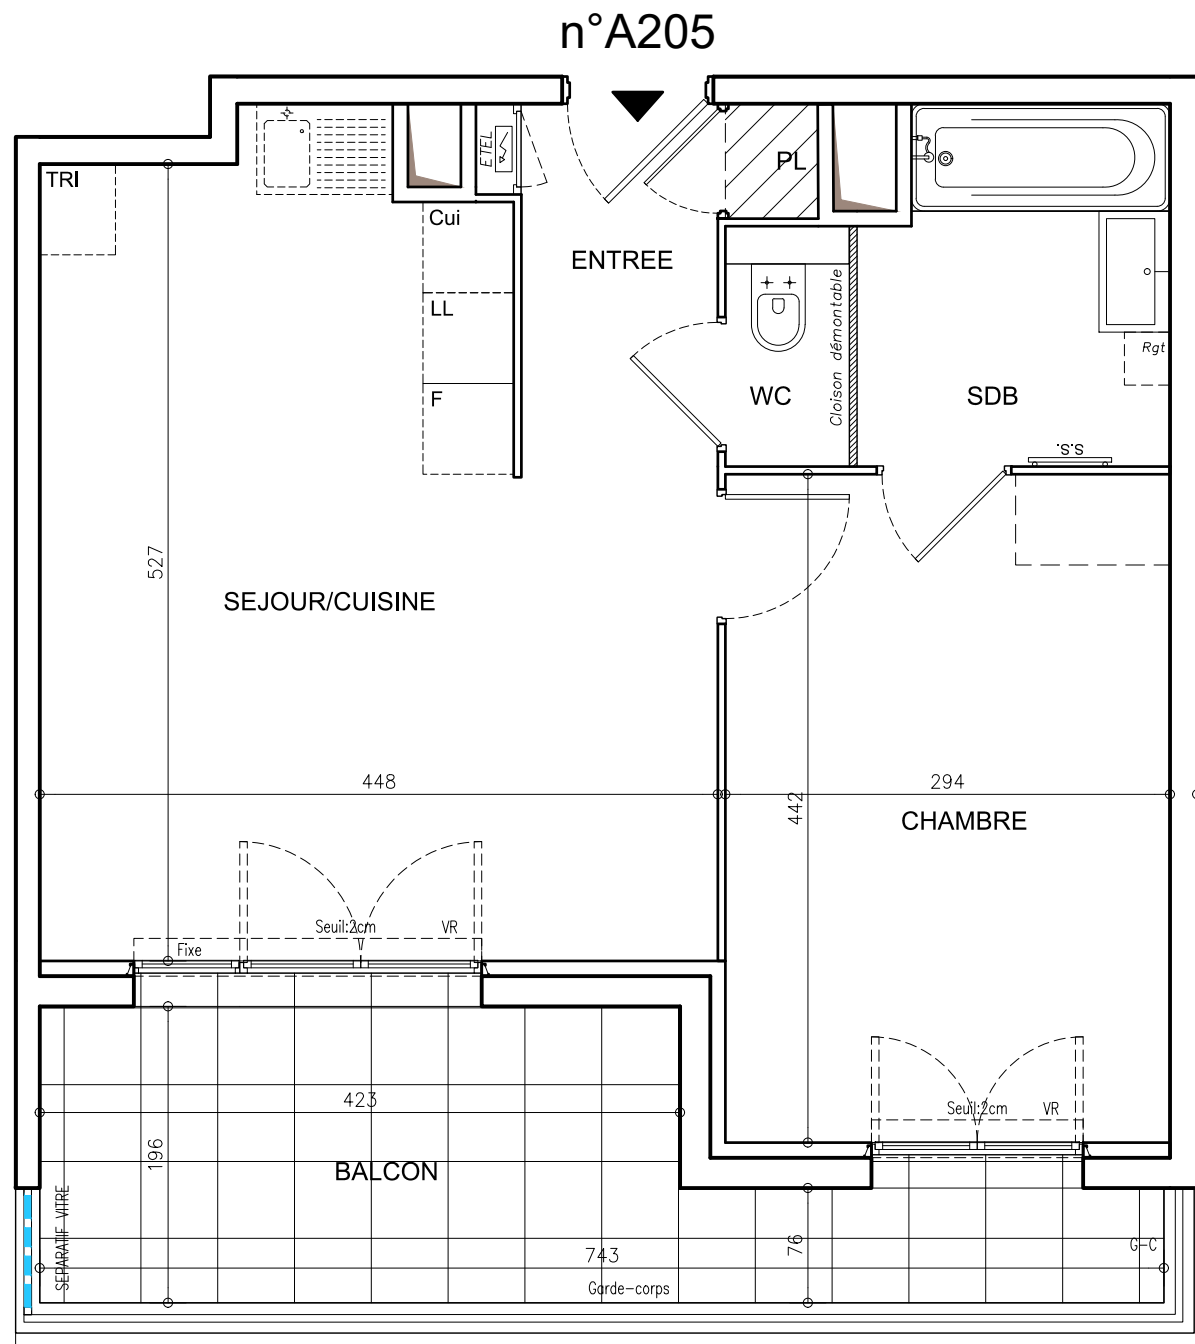 n°A205
TRI
ETEL
PL
Cui
ENTREE
LL
Cloison démontable
Rgt
F
WC
SDB
S.S.
527
SEJOUR/CUISINE
448
294
442
CHAMBRE
Seuil:2cm
VR
Fixe
423
Seuil:2cm
VR
196
BALCON
SEPARATIF VITRE
743
76
G-C
Garde-corps